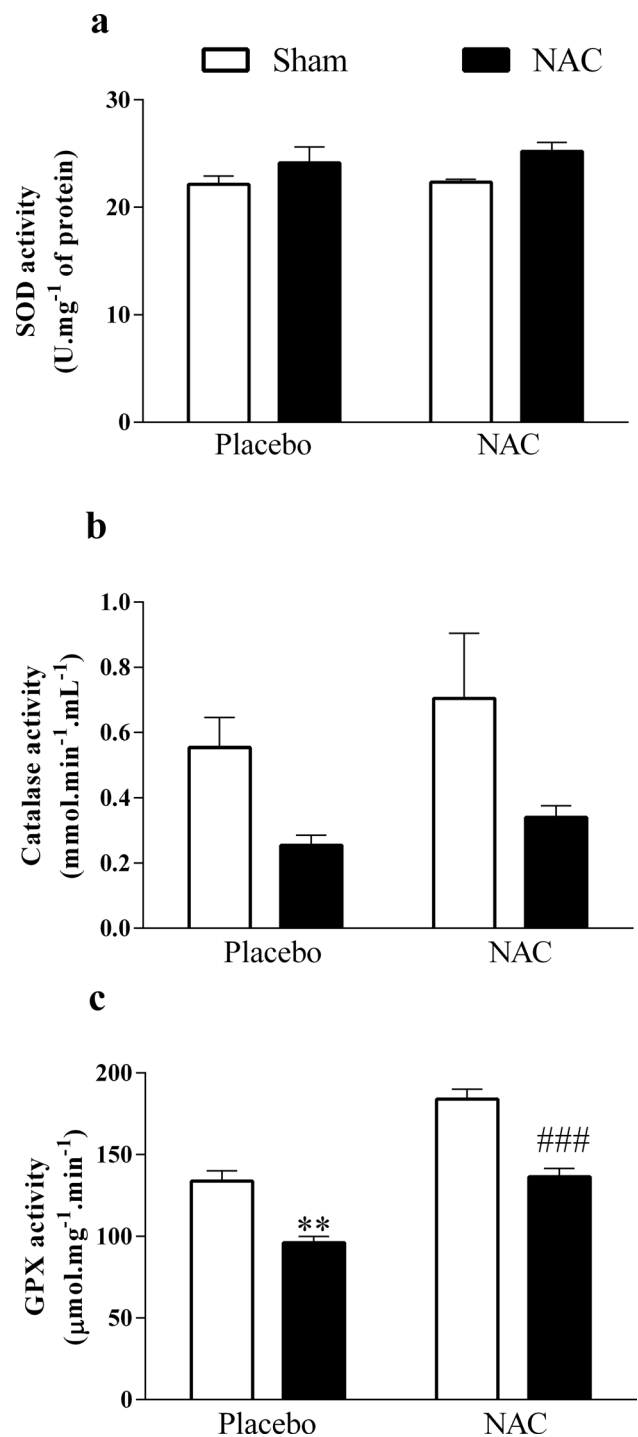 a
Sham NAC
SOD activity
(U.mg⁻¹ of protein)
30
20
10
0
Placebo NAC
b
Catalase activity
(mmol.min⁻¹.mL⁻¹)
1.0
0.8
0.6
0.4
0.2
0.0
Placebo NAC
c
GPX activity
(µmol.mg⁻¹.min⁻¹)
200
150
100
50
0
**
###
Placebo NAC